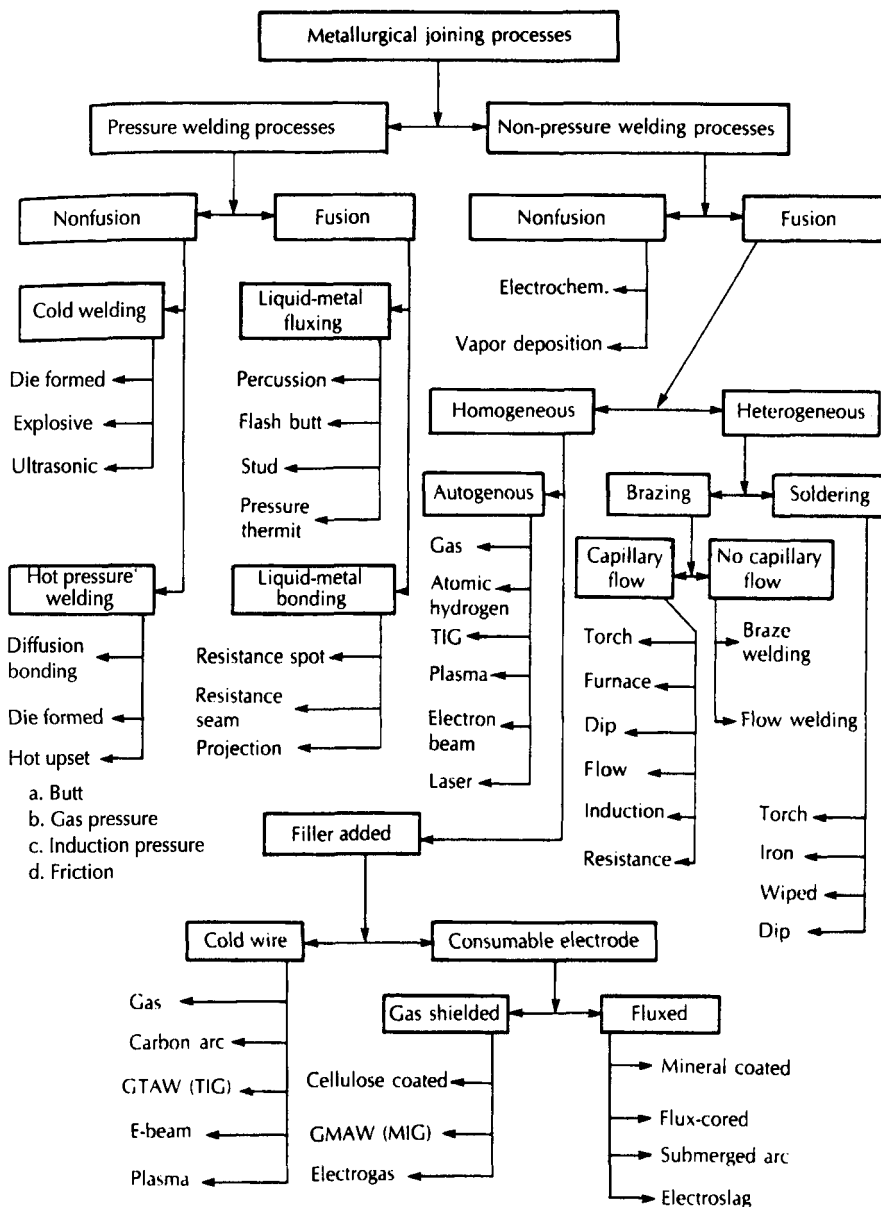 Metallurgical joining processes
Pressure welding processes
Non-pressure welding processes
Nonfusion
Fusion
Nonfusion
Fusion
Cold welding
Die formed
Explosive
Ultrasonic
Liquid-metal
fluxing
Percussion
Flash butt
Stud
Pressure
thermit
Electrochem.
Vapor deposition
Homogeneous
Heterogeneous
Hot pressure
welding
Diffusion
bonding
Die formed
Hot upset
a. Butt
b. Gas pressure
c. Induction pressure
d. Friction
Liquid-metal
bonding
Resistance spot
Resistance
seam
Projection
Autogenous
Gas
Atomic
hydrogen
TIG
Plasma
Electron
beam
Laser
Brazing
Soldering
Capillary
flow
No capillary
flow
Torch
Furnace
Dip
Flow
Induction
Resistance
Braze
welding
Flow welding
Torch
Iron
Wiped
Dip
Filler added
Cold wire
Consumable electrode
Gas
Carbon arc
GTAW (TIG)
E-beam
Plasma
Gas shielded
Fluxed
Cellulose coated
GMAW (MIG)
Electrogas
Mineral coated
Flux-cored
Submerged arc
Electroslag